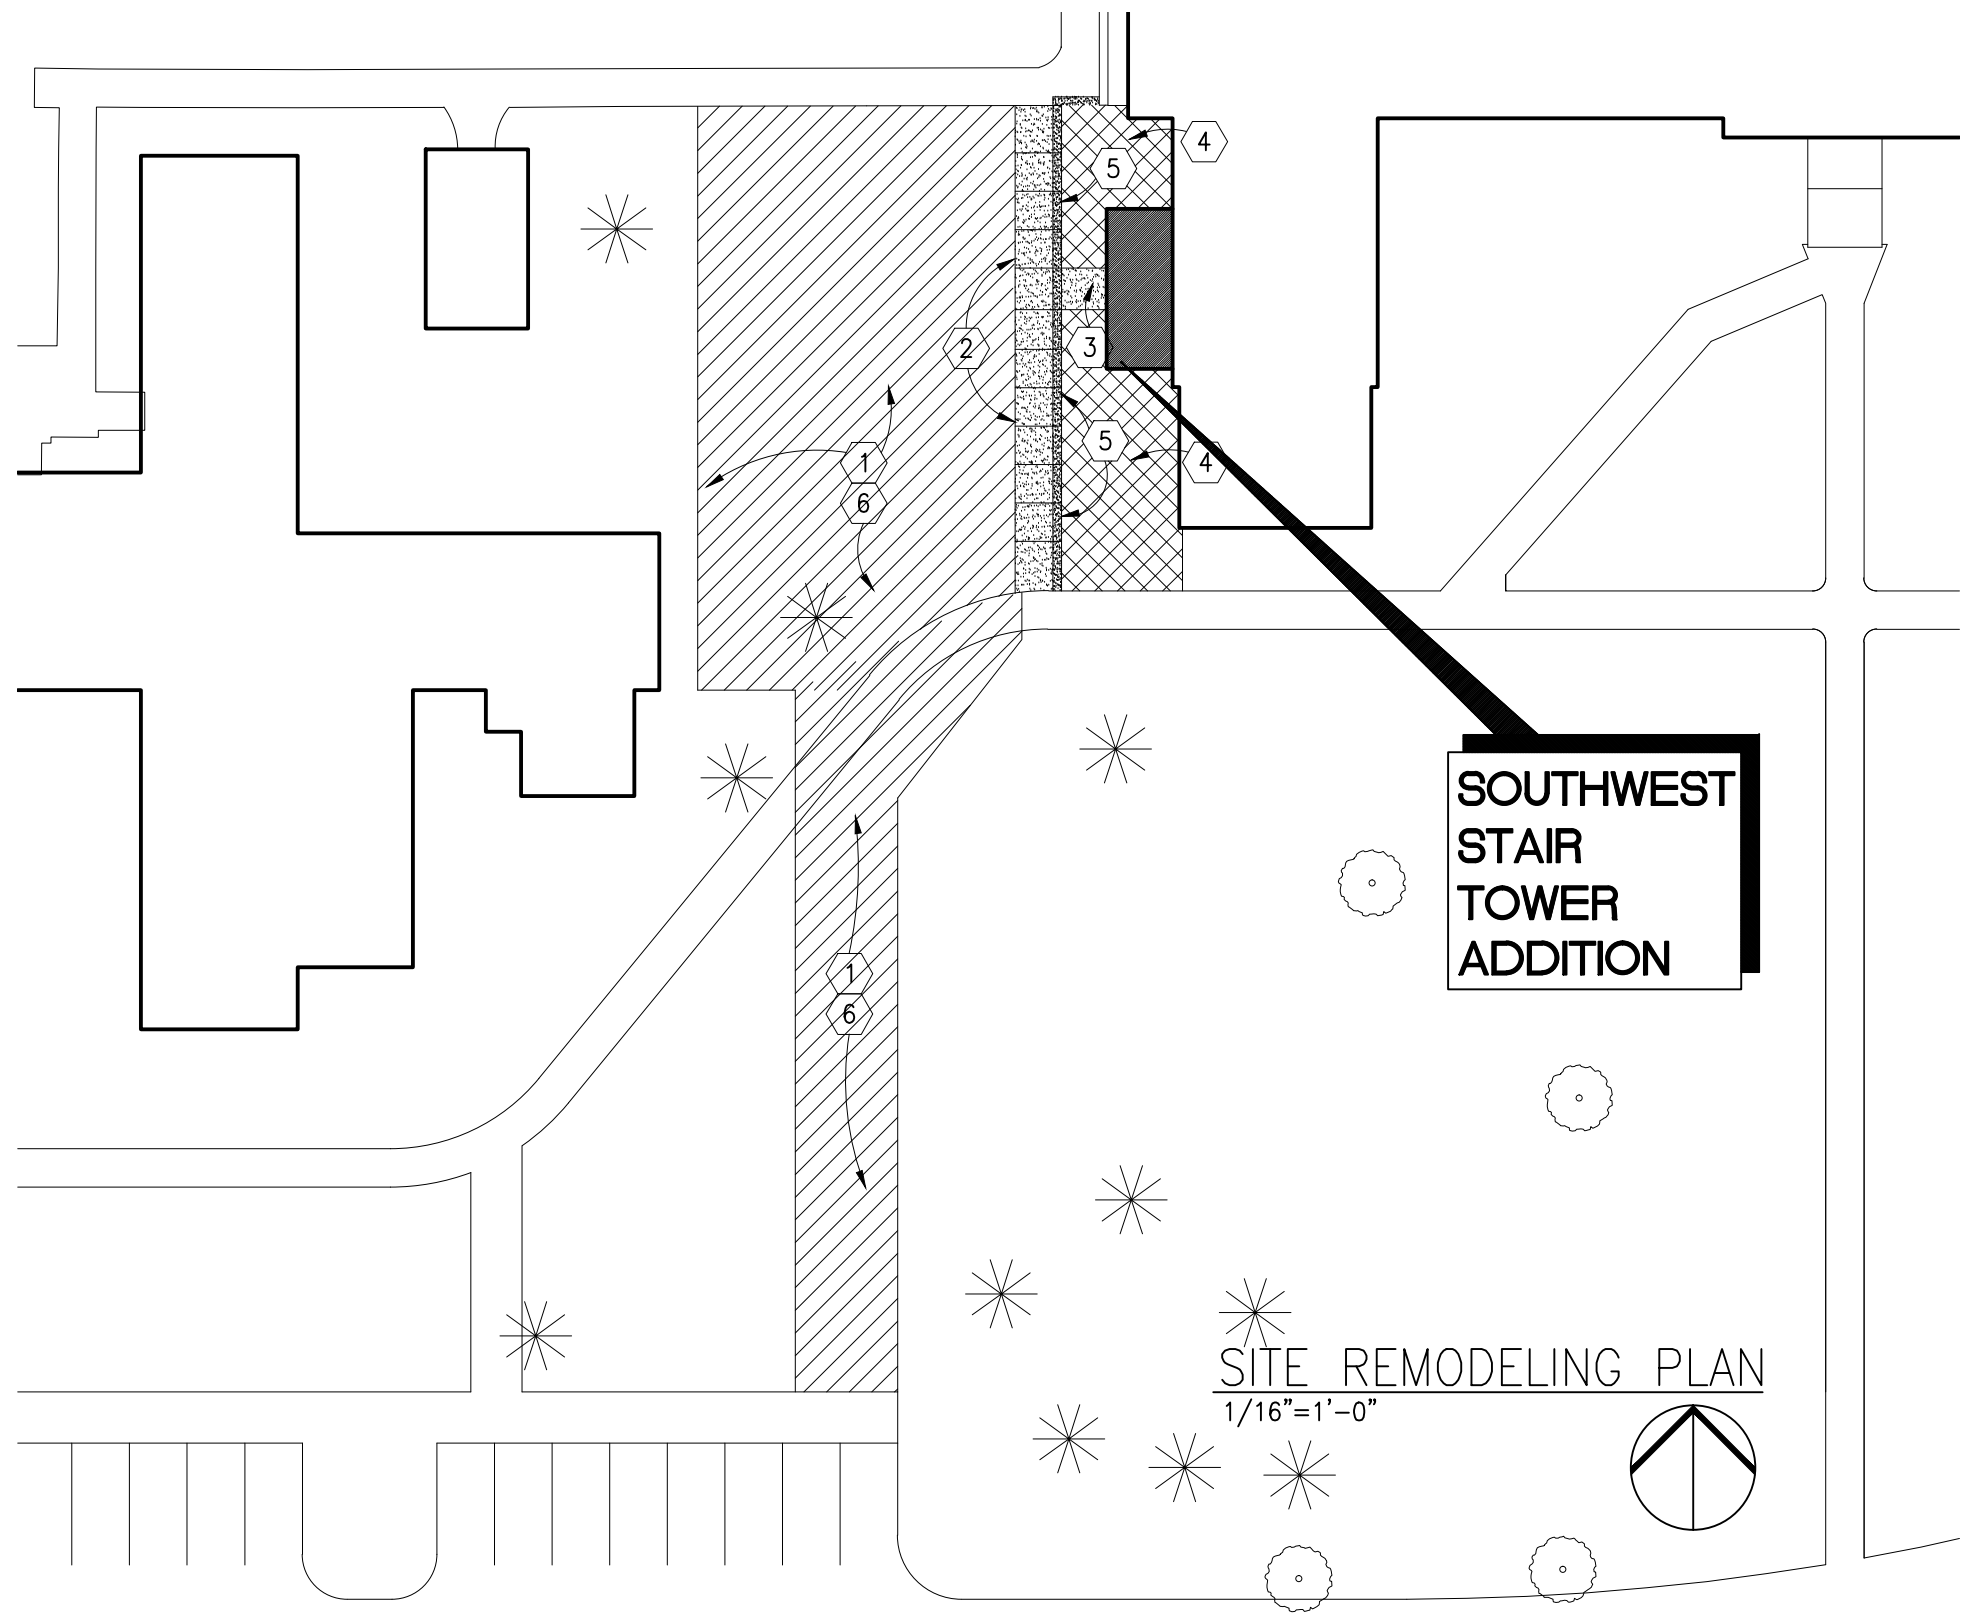 4
5
2
3
1
5
4
6
SOUTHWEST
STAIR
TOWER
ADDITION
1
6
SITE REMODELING PLAN
1/16”=1’-0”